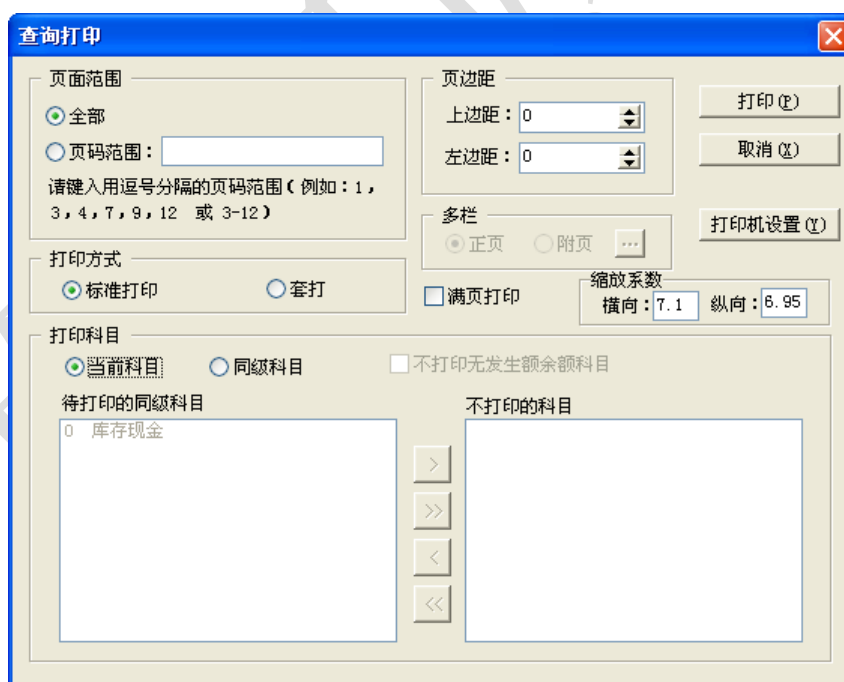 查询打印
页面范围
全部
页码范围：
请键入用逗号分隔的页码范围(例如：1，
3，4，7，9，12 或 3-12)
页边距
上边距：0
左边距：0
打印(P)
取消(X)
打印机设置(Y)
多栏
正页 附页 ...
打印方式
标准打印 套打
满页打印
缩放系数
横向：7.1 纵向：6.95
打印科目
当前科目 同级科目 不打印无发生额余额科目
待打印的同级科目 不打印的科目
0 库存现金
>
>>
<
<<